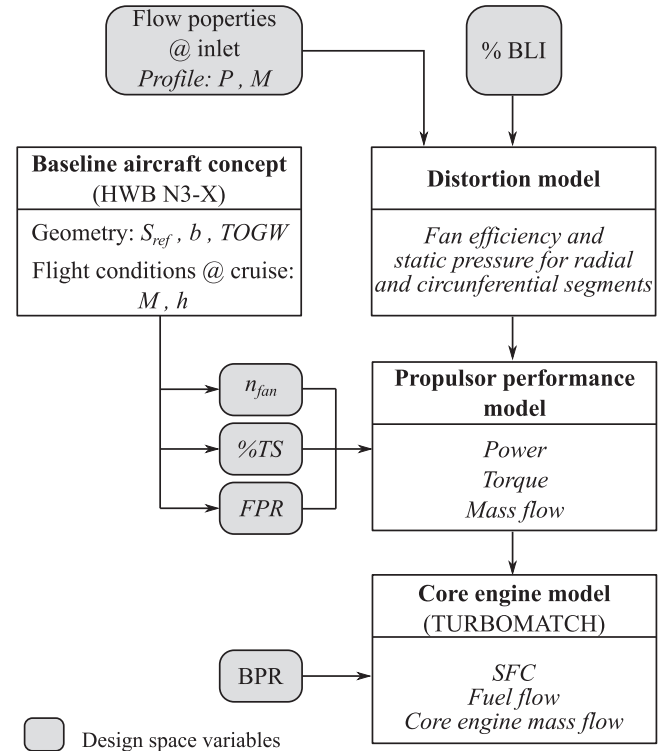 Flow poperties
@ inlet
Profile: P , M
% BLI
Baseline aircraft concept
(HWB N3-X)
Geometry: S_ref , b , TOGW
Flight conditions @ cruise:
M , h
Distortion model
Fan efficiency and
static pressure for radial
and circunferential segments
n_fan
%TS
FPR
Propulsor performance
model
Power
Torque
Mass flow
Core engine model
(TURBOMATCH)
SFC
Fuel flow
Core engine mass flow
BPR
Design space variables